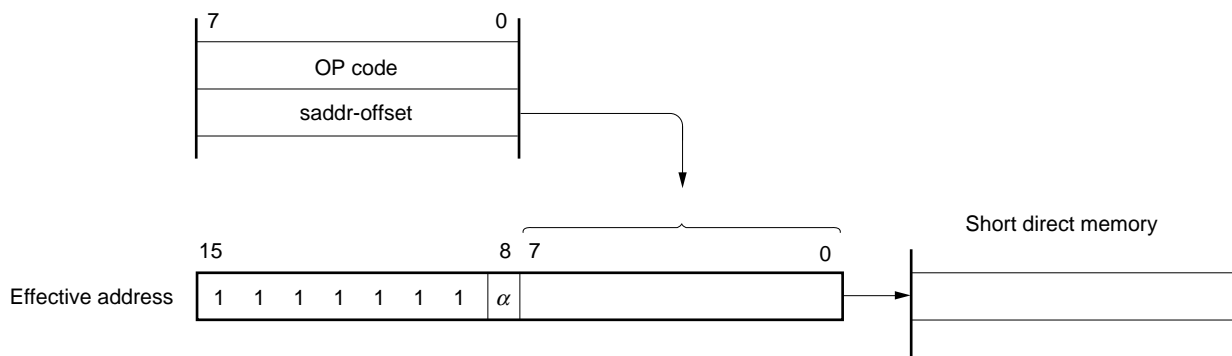 7 0
OP code
saddr-offset
Short direct memory
15 8 7 0
Effective address 1 1 1 1 1 1 1 α